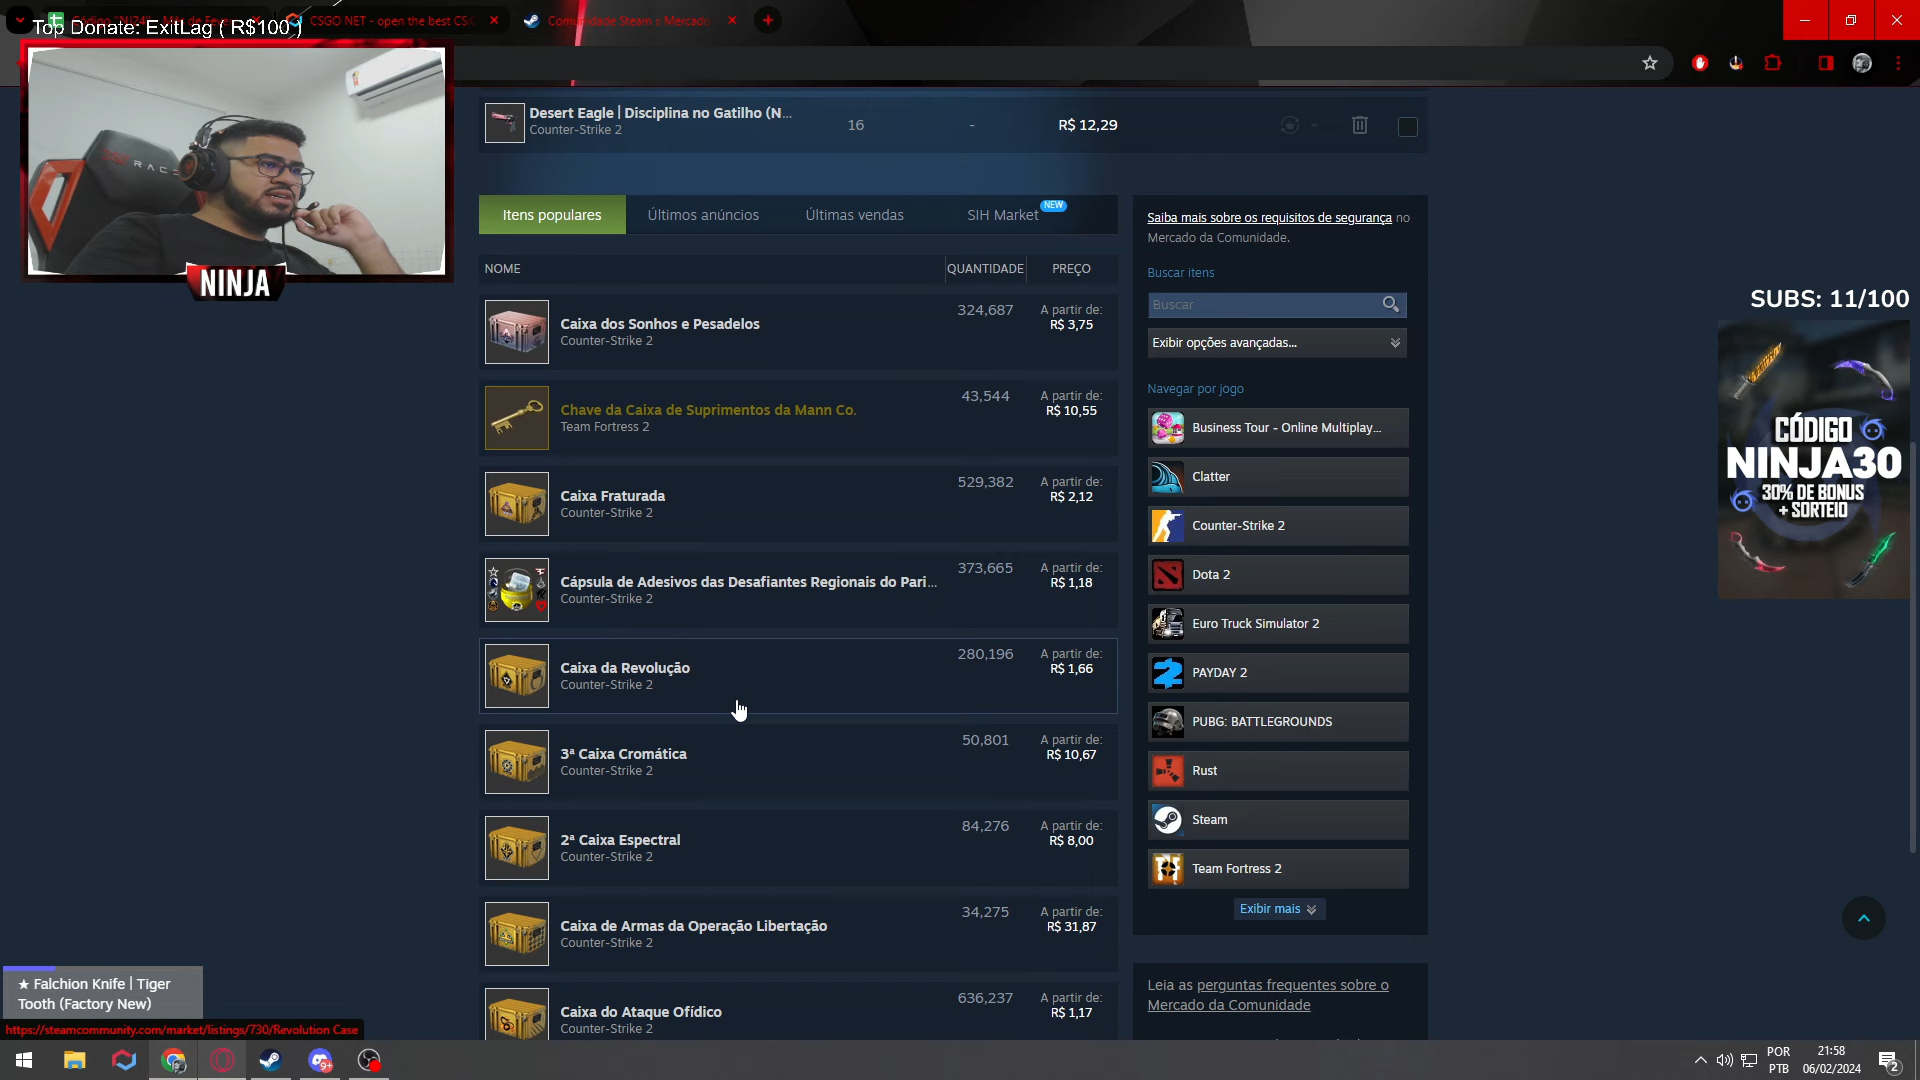 Top Donate: ExitLag ( R$100 )
CSGO NET - open the best CSG
Comunidade Steam :: Mercado
NINJA
Desert Eagle | Disciplina no Gatilho (N...
Counter-Strike 2
16
-
R$ 12,29
Itens populares
Últimos anúncios
Últimas vendas
SIH Market
NEW
NOME
QUANTIDADE
PREÇO
Caixa dos Sonhos e Pesadelos
Counter-Strike 2
324,687
A partir de:
R$ 3,75
Chave da Caixa de Suprimentos da Mann Co.
Team Fortress 2
43,544
A partir de:
R$ 10,55
Caixa Fraturada
Counter-Strike 2
529,382
A partir de:
R$ 2,12
Cápsula de Adesivos das Desafiantes Regionais do Pari...
Counter-Strike 2
373,665
A partir de:
R$ 1,18
Caixa da Revolução
Counter-Strike 2
280,196
A partir de:
R$ 1,66
3ª Caixa Cromática
Counter-Strike 2
50,801
A partir de:
R$ 10,67
2ª Caixa Espectral
Counter-Strike 2
84,276
A partir de:
R$ 8,00
Caixa de Armas da Operação Libertação
Counter-Strike 2
34,275
A partir de:
R$ 31,87
Caixa do Ataque Ofídico
Counter-Strike 2
636,237
A partir de:
R$ 1,17
Saiba mais sobre os requisitos de segurança no
Mercado da Comunidade.
Buscar itens
Buscar
Exibir opções avançadas...
Navegar por jogo
Business Tour - Online Multiplay...
Clatter
Counter-Strike 2
Dota 2
Euro Truck Simulator 2
PAYDAY 2
PUBG: BATTLEGROUNDS
Rust
Steam
Team Fortress 2
Exibir mais
Leia as perguntas frequentes sobre o
Mercado da Comunidade
SUBS: 11/100
CÓDIGO
NINJA30
30% DE BONUS
+ SORTEIO
★ Falchion Knife | Tiger
Tooth (Factory New)
https://steamcommunity.com/market/listings/730/Revolution Case
9+
POR
PTB
21:58
06/02/2024
2